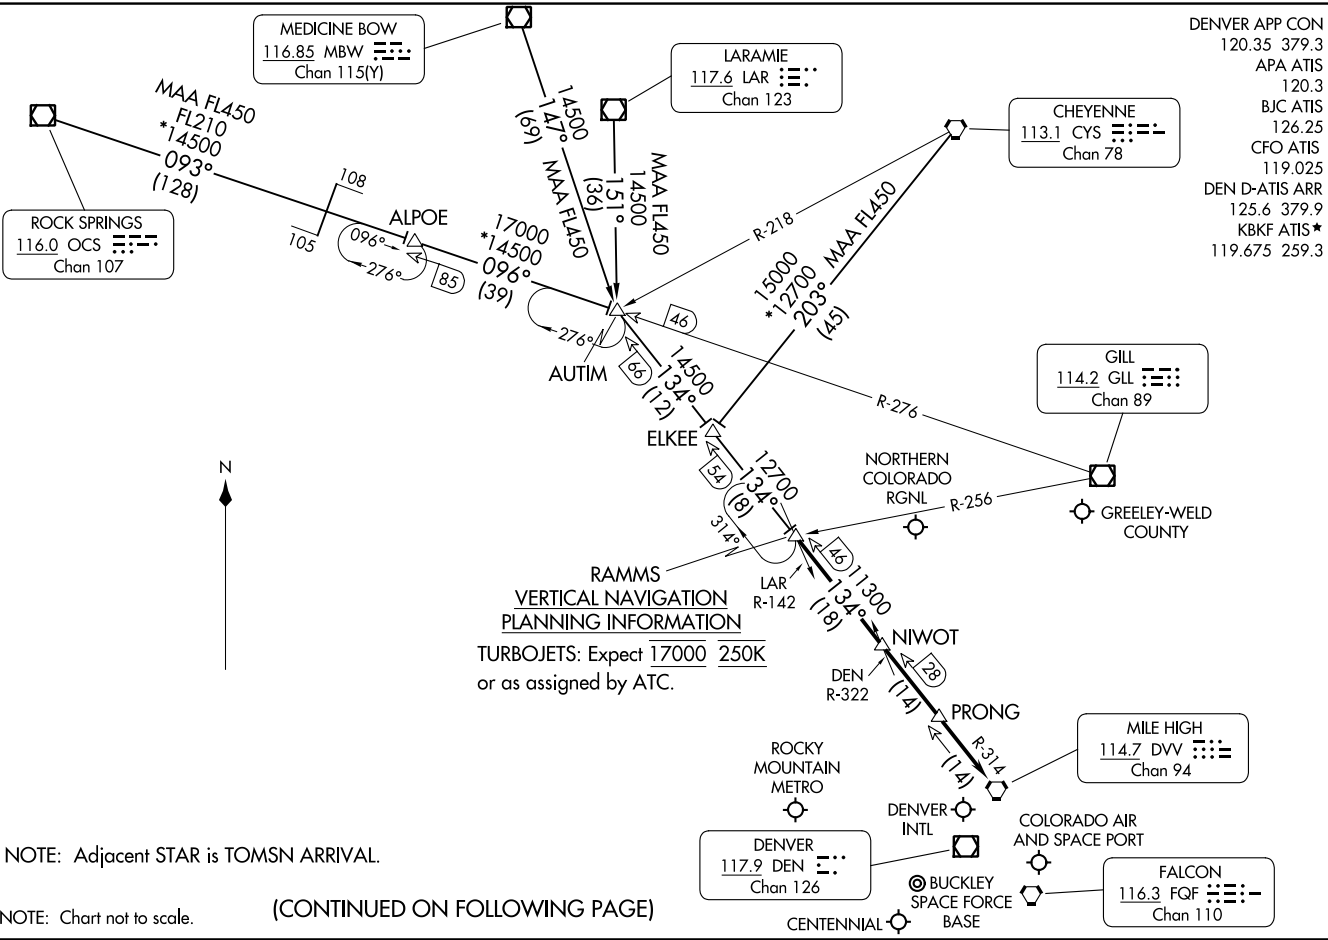 MEDICINE BOW
116.85 MBW
Chan 115(Y)
LARAMIE
117.6 LAR
Chan 123
CHEYENNE
113.1 CYS
Chan 78
DENVER APP CON
120.35 379.3
APA ATIS
120.3
BJC ATIS
126.25
CFO ATIS
119.025
DEN D-ATIS ARR
125.6 379.9
KBKF ATIS★
119.675 259.3
MAA FL450
FL210
*14500
093°
(128)
108
105
ROCK SPRINGS
116.0 OCS
Chan 107
ALPOE
096°
276°
85
17000
*14500
096°
(39)
14500
147°
(69)
MAA FL450
MAA FL450
14500
151°
(36)
R-218
MAA FL450
15000
*12700
203°
(45)
276°
AUTIM
46
66
14500
134°
(12)
R-276
GILL
114.2 GLL
Chan 89
ELKEE
54
12700
134°
(8)
314°
NORTHERN
COLORADO
RGNL
R-256
GREELEY-WELD
COUNTY
N
RAMMS
VERTICAL NAVIGATION
PLANNING INFORMATION
TURBOJETS: Expect 17000 250K
or as assigned by ATC.
LAR
R-142
46
11300
134°
(18)
NIWOT
DEN
R-322
28
(14)
PRONG
R-314
(14)
MILE HIGH
114.7 DVV
Chan 94
ROCKY
MOUNTAIN
METRO
DENVER
INTL
COLORADO AIR
AND SPACE PORT
DENVER
117.9 DEN
Chan 126
BUCKLEY
SPACE FORCE
BASE
FALCON
116.3 FQF
Chan 110
CENTENNIAL
NOTE: Adjacent STAR is TOMSN ARRIVAL.
NOTE: Chart not to scale.
(CONTINUED ON FOLLOWING PAGE)